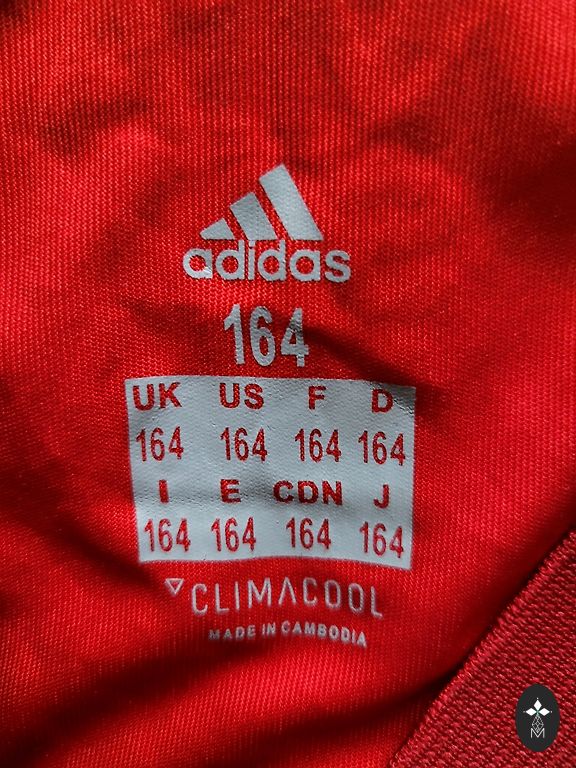 adidas
164
UK US F D
164 164 164 164
I E CDN J
164 164 164 164
CLIMACOOL
MADE IN CAMBODIA
M